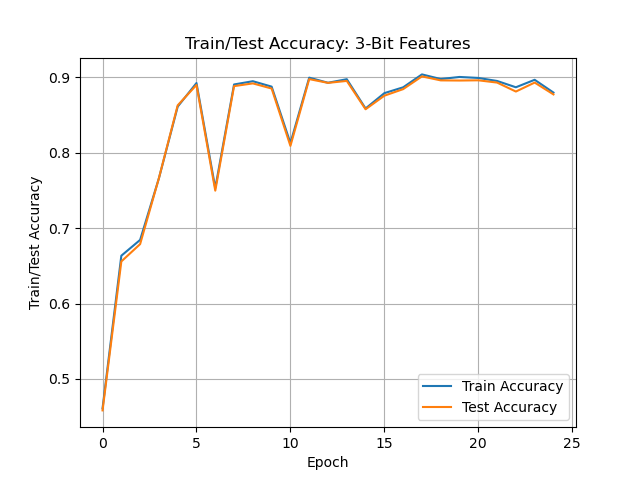 Train/Test Accuracy: 3-Bit Features
0.9
0.8
0.7
0.6
0.5
Train/Test Accuracy
Train Accuracy
Test Accuracy
0 5 10 15 20 25
Epoch